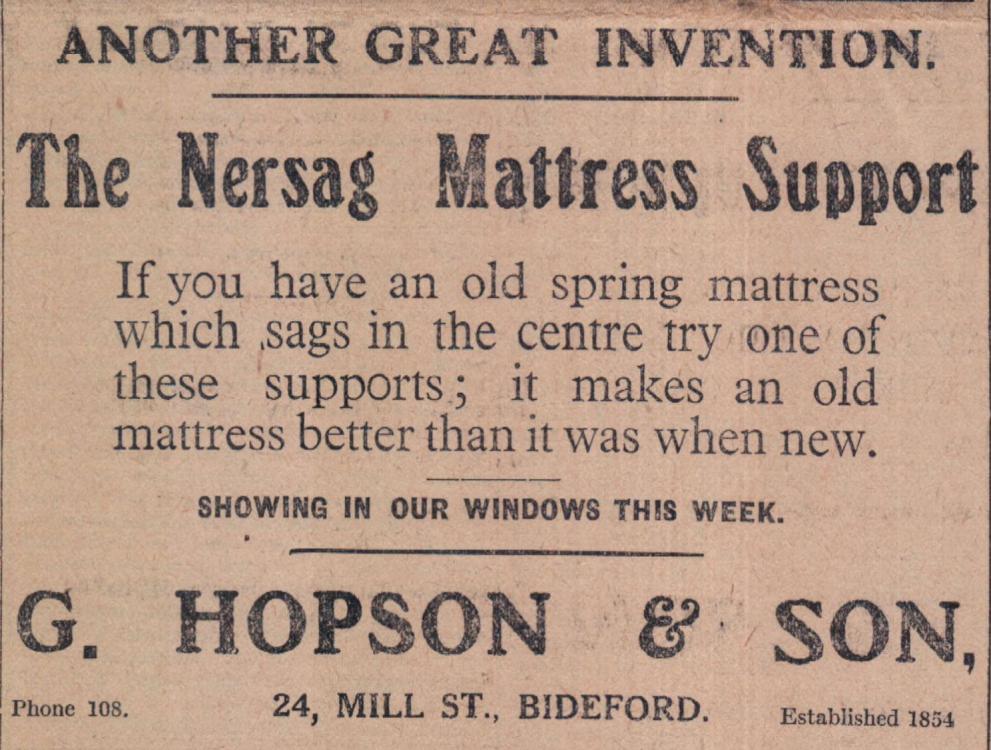 ANOTHER GREAT INVENTION.
The Nersag Mattress Support
If you have an old spring mattress
which sags in the centre try one of
these supports; it makes an old
mattress better than it was when new.
SHOWING IN OUR WINDOWS THIS WEEK.
G. HOPSON & SON,
Phone 108. 24, MILL ST., BIDEFORD. Established 1854